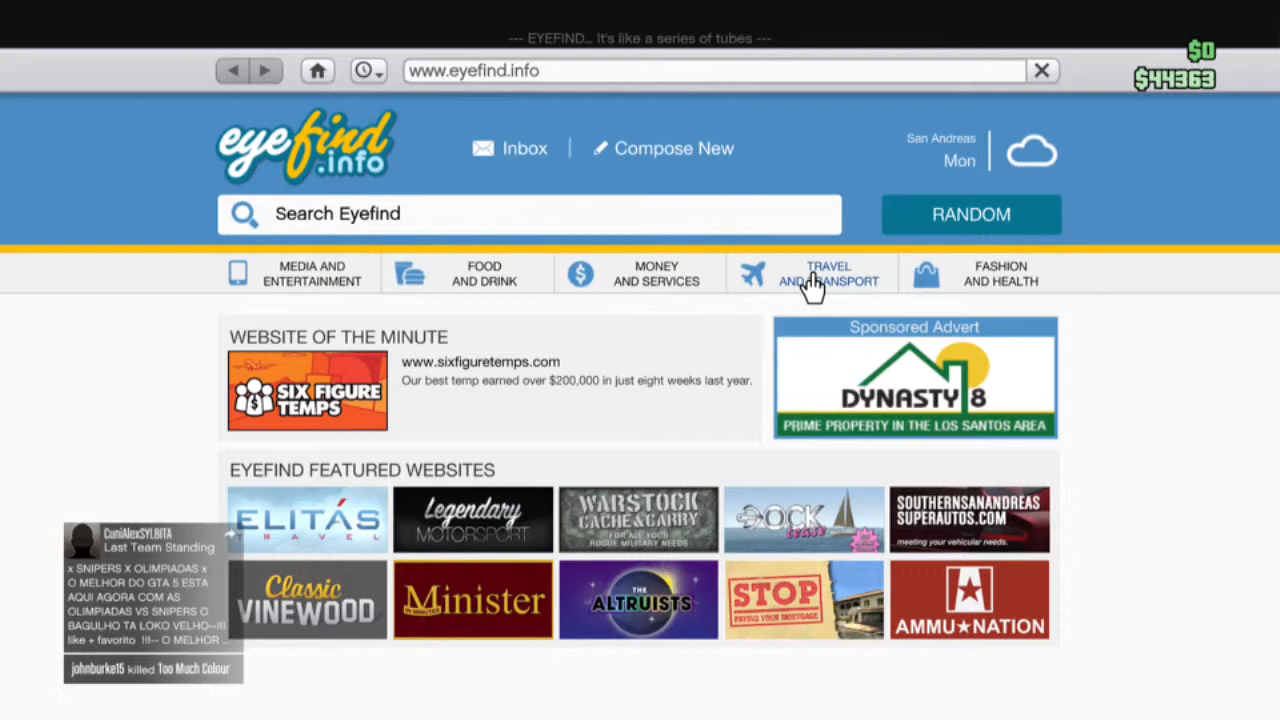 --- EYEFIND... It's like a series of tubes ---
$0
$44363
www.eyefind.info
eyefind
.info
Inbox
Compose New
San Andreas
Mon
Search Eyefind
RANDOM
MEDIA AND
ENTERTAINMENT
FOOD
AND DRINK
MONEY
AND SERVICES
TRAVEL
AND TRANSPORT
FASHION
AND HEALTH
WEBSITE OF THE MINUTE
SIX FIGURE
TEMPS
www.sixfiguretemps.com
Our best temp earned over $200,000 in just eight weeks last year.
Sponsored Advert
DYNASTY 8
PRIME PROPERTY IN THE LOS SANTOS AREA
EYEFIND FEATURED WEBSITES
ELITÁS
TRAVEL
Legendary
MOTORSPORT
WARSTOCK
CACHE & CARRY
FOR ALL YOUR
ROGUE MILITARY NEEDS
DOCK
tease
SOUTHERNSANANDREAS
SUPERAUTOS.COM
meeting your vehicular needs.
Classic
VINEWOOD
IN MINUTES
Minister
THE
ALTRUISTS
STOP
PAYING YOUR MORTGAGE
AMMU★NATION
CuniAlexSYLBITA
Last Team Standing
x SNIPERS X OLIMPIADAS x
O MELHOR DO GTA 5 ESTA
AQUI AGORA COM AS
OLIMPIADAS VS SNIPERS O
BAGULHO TA LOKO VELHO--!!!
like + favorito !!!-- O MELHOR ...
johnburke15 killed Too Much Colour